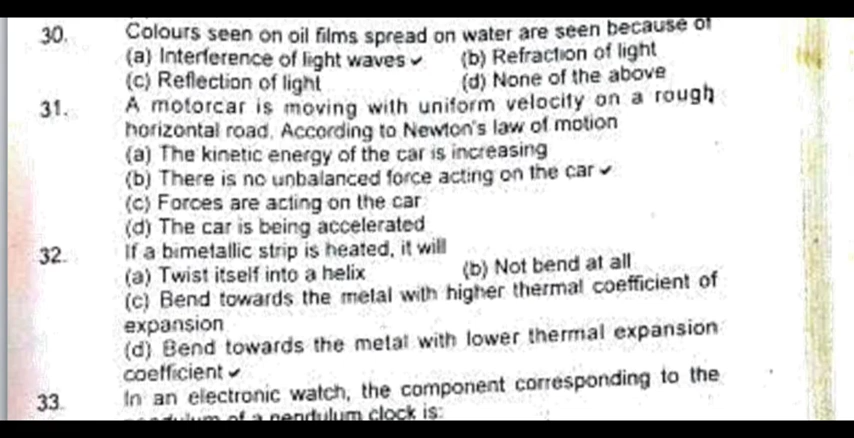 30. Colours seen on oil films spread on water are seen because of
(a) Interference of light waves ✓ (b) Refraction of light
(c) Reflection of light (d) None of the above
31. A motorcar is moving with uniform velocity on a rough
horizontal road. According to Newton's law of motion
(a) The kinetic energy of the car is increasing
(b) There is no unbalanced force acting on the car ✓
(c) Forces are acting on the car
(d) The car is being accelerated
32. If a bimetallic strip is heated, it will
(a) Twist itself into a helix (b) Not bend at all
(c) Bend towards the metal with higher thermal coefficient of
expansion
(d) Bend towards the metal with lower thermal expansion
coefficient ✓
33. In an electronic watch, the component corresponding to the
pendulum of a pendulum clock is: